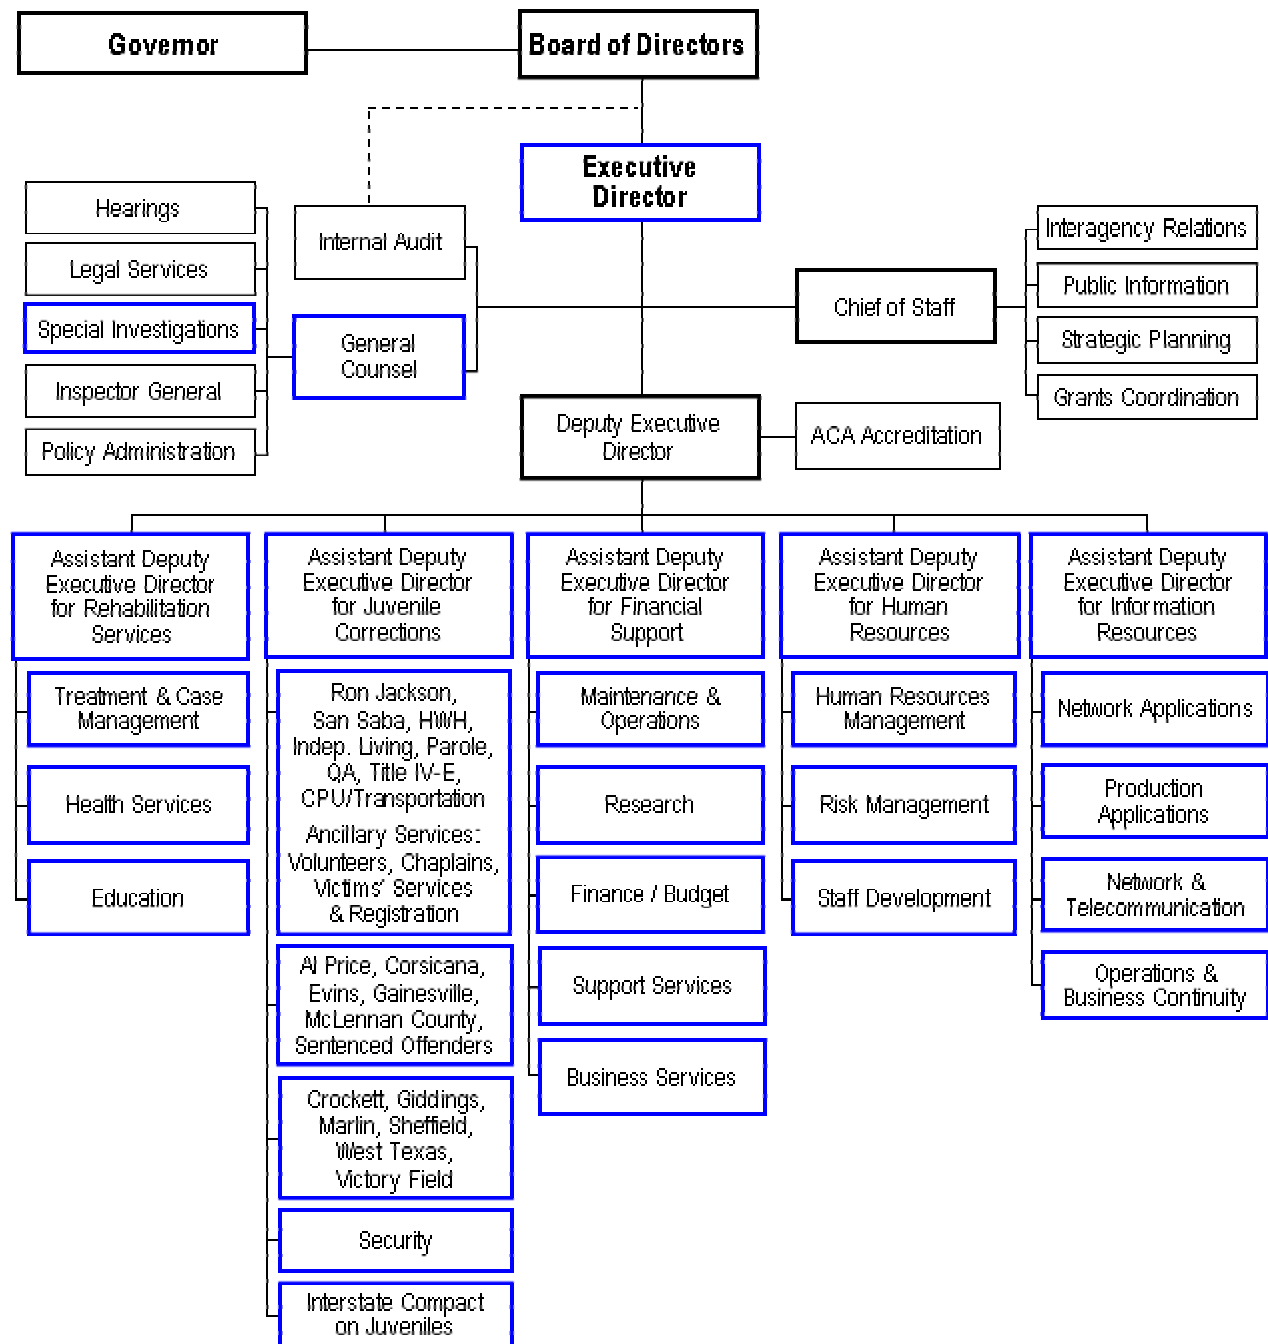 Governor
Board of Directors
Executive
Director
Hearings
Legal Services
Special Investigations
Inspector General
Policy Administration
Internal Audit
General
Counsel
Chief of Staff
Interagency Relations
Public Information
Strategic Planning
Grants Coordination
Deputy Executive
Director
ACA Accreditation
Assistant Deputy
Executive Director
for Rehabilitation
Services
Treatment & Case
Management
Health Services
Education
Assistant Deputy
Executive Director
for Juvenile
Corrections
Ron Jackson,
San Saba, HWH,
Indep. Living, Parole,
QA, Title IV-E,
CPU/Transportation
Ancillary Services:
Volunteers, Chaplains,
Victims' Services
& Registration
Al Price, Corsicana,
Evins, Gainesville,
McLennan County,
Sentenced Offenders
Crockett, Giddings,
Marlin, Sheffield,
West Texas,
Victory Field
Security
Interstate Compact
on Juveniles
Assistant Deputy
Executive Director
for Financial
Support
Maintenance &
Operations
Research
Finance / Budget
Support Services
Business Services
Assistant Deputy
Executive Director
for Human
Resources
Human Resources
Management
Risk Management
Staff Development
Assistant Deputy
Executive Director
for Information
Resources
Network Applications
Production
Applications
Network &
Telecommunication
Operations &
Business Continuity